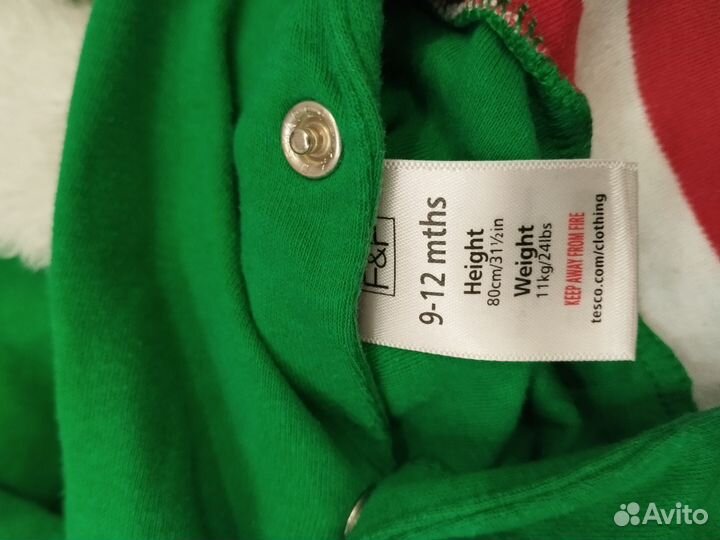 F&F
9-12 mths
Height
80cm/31½in
Weight
11kg/24lbs
KEEP AWAY FROM FIRE
tesco.com/clothing
Avito